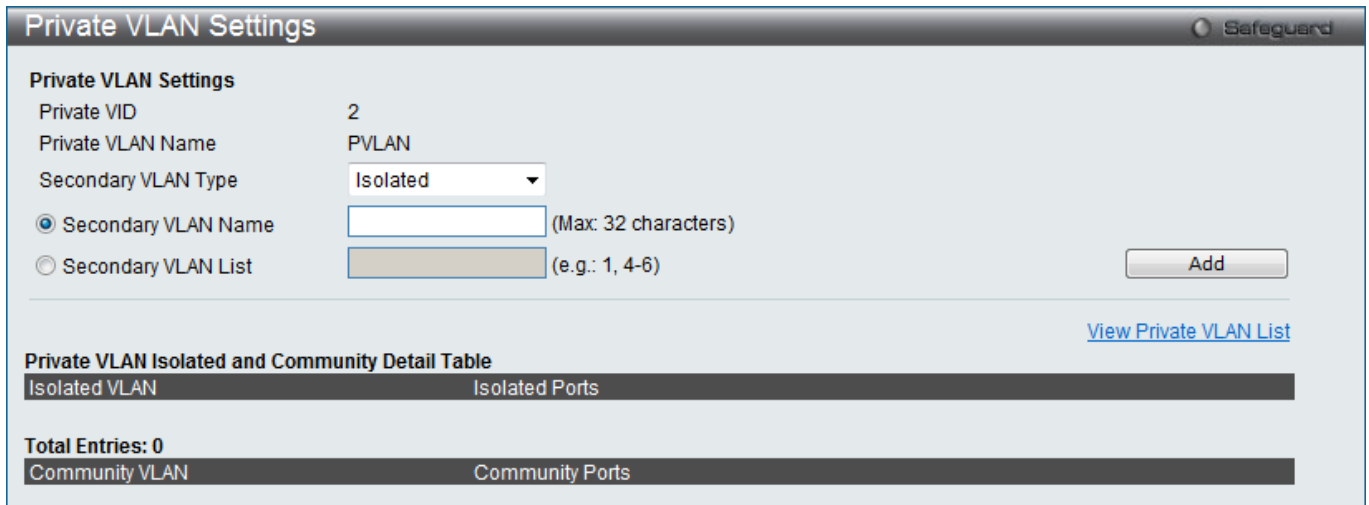 Private VLAN Settings Safeguard
Private VLAN Settings
Private VID 2
Private VLAN Name PVLAN
Secondary VLAN Type Isolated
Secondary VLAN Name (Max: 32 characters)
Secondary VLAN List (e.g.: 1, 4-6) Add
View Private VLAN List
Private VLAN Isolated and Community Detail Table
Isolated VLAN Isolated Ports
Total Entries: 0
Community VLAN Community Ports